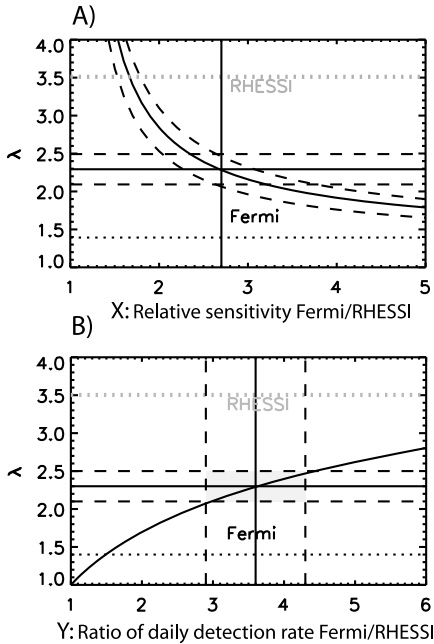 A)
4.0
3.5
RHESSI
3.0
2.5
λ
2.0
Fermi
1.5
1.0
1 2 3 4 5
X: Relative sensitivity Fermi/RHESSI
B)
4.0
3.5
RHESSI
3.0
2.5
λ
2.0
Fermi
1.5
1.0
1 2 3 4 5 6
Y: Ratio of daily detection rate Fermi/RHESSI